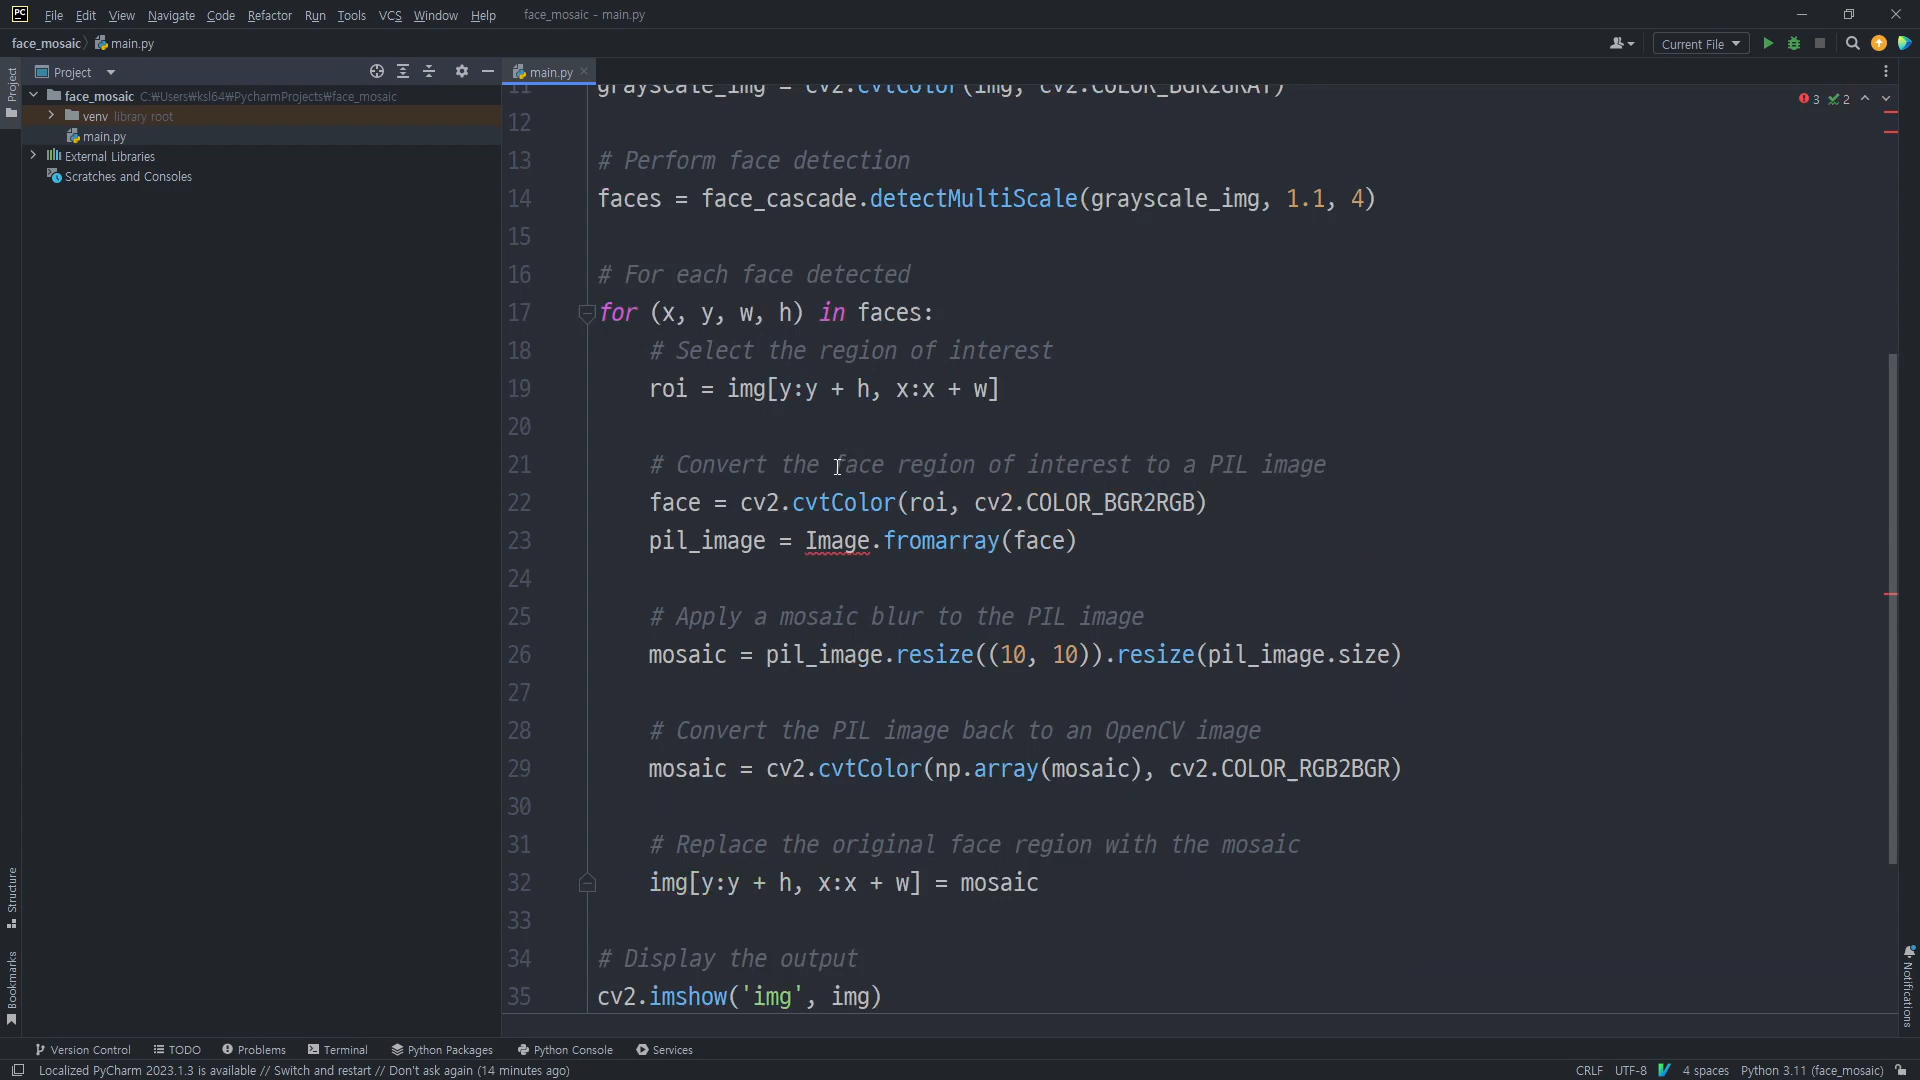 File Edit View Navigate Code Refactor Run Tools VCS Window Help face_mosaic - main.py
face_mosaic main.py Current File
Project main.py
face_mosaic C:₩Users₩ksl64₩PycharmProjects₩face_mosaic
venv library root
main.py
External Libraries
Scratches and Consoles
Project
Structure
Bookmarks
3 2
11 grayscale_img = cv2.cvtColor(img, cv2.COLOR_BGR2GRAY)
12
13 # Perform face detection
14 faces = face_cascade.detectMultiScale(grayscale_img, 1.1, 4)
15
16 # For each face detected
17 for (x, y, w, h) in faces:
18 # Select the region of interest
19 roi = img[y:y + h, x:x + w]
20
21 # Convert the face region of interest to a PIL image
22 face = cv2.cvtColor(roi, cv2.COLOR_BGR2RGB)
23 pil_image = Image.fromarray(face)
24
25 # Apply a mosaic blur to the PIL image
26 mosaic = pil_image.resize((10, 10)).resize(pil_image.size)
27
28 # Convert the PIL image back to an OpenCV image
29 mosaic = cv2.cvtColor(np.array(mosaic), cv2.COLOR_RGB2BGR)
30
31 # Replace the original face region with the mosaic
32 img[y:y + h, x:x + w] = mosaic
33
34 # Display the output
35 cv2.imshow('img', img)
Notifications
Version Control TODO Problems Terminal Python Packages Python Console Services
Localized PyCharm 2023.1.3 is available // Switch and restart // Don't ask again (14 minutes ago) CRLF UTF-8 4 spaces Python 3.11 (face_mosaic)